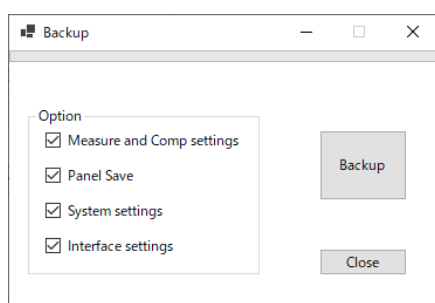 Backup
Option
Measure and Comp settings
Panel Save
System settings
Interface settings
Backup
Close